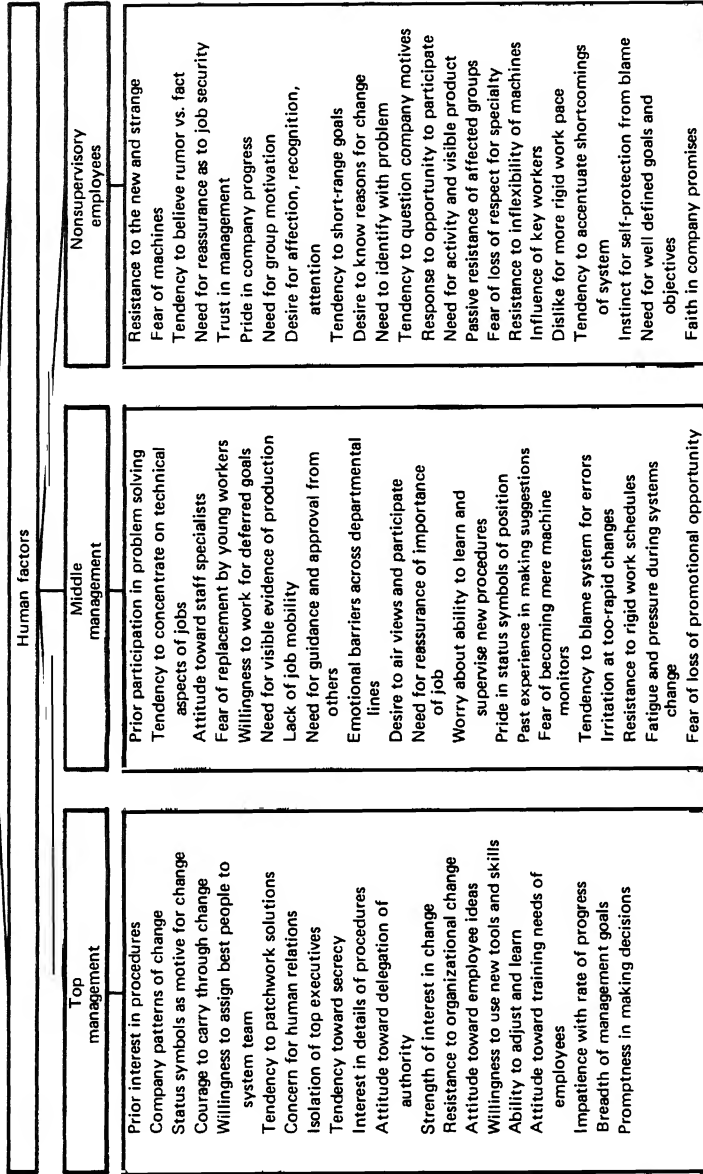 Human factors
Top
management
Prior interest in procedures
Company patterns of change
Status symbols as motive for change
Courage to carry through change
Willingness to assign best people to
system team
Tendency to patchwork solutions
Concern for human relations
Isolation of top executives
Tendency toward secrecy
Interest in details of procedures
Attitude toward delegation of
authority
Strength of interest in change
Resistance to organizational change
Attitude toward employee ideas
Willingness to use new tools and skills
Ability to adjust and learn
Attitude toward training needs of
employees
Impatience with rate of progress
Breadth of management goals
Promptness in making decisions
Middle
management
Prior participation in problem solving
Tendency to concentrate on technical
aspects of jobs
Attitude toward staff specialists
Fear of replacement by young workers
Willingness to work for deferred goals
Need for visible evidence of production
Lack of job mobility
Need for guidance and approval from
others
Emotional barriers across departmental
lines
Desire to air views and participate
Need for reassurance of importance
of job
Worry about ability to learn and
supervise new procedures
Pride in status symbols of position
Past experience in making suggestions
Fear of becoming mere machine
monitors
Tendency to blame system for errors
Irritation at too-rapid changes
Resistance to rigid work schedules
Fatigue and pressure during systems
change
Fear of loss of promotional opportunity
Nonsupervisory
employees
Resistance to the new and strange
Fear of machines
Tendency to believe rumor vs. fact
Need for reassurance as to job security
Trust in management
Pride in company progress
Need for group motivation
Desire for affection, recognition,
attention
Tendency to short-range goals
Desire to know reasons for change
Need to identify with problem
Tendency to question company motives
Response to opportunity to participate
Need for activity and visible product
Passive resistance of affected groups
Fear of loss of respect for specialty
Resistance to inflexibility of machines
Influence of key workers
Dislike for more rigid work pace
Tendency to accentuate shortcomings
of system
Instinct for self-protection from blame
Need for well defined goals and
objectives
Faith in company promises